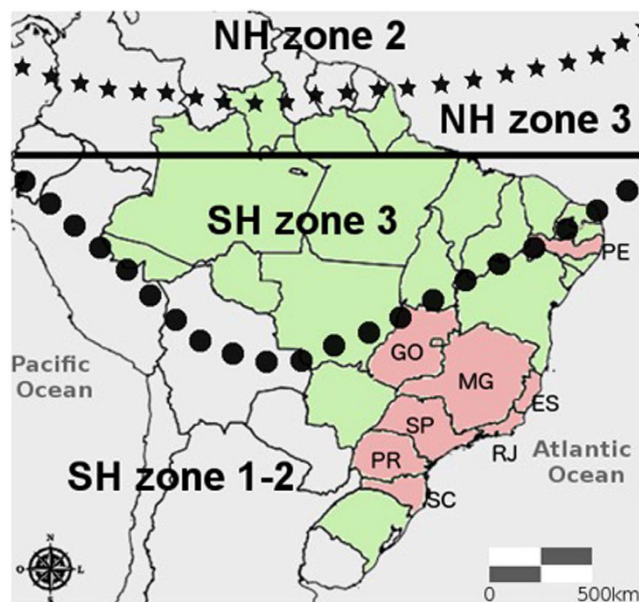 NH zone 2
NH zone 3
SH zone 3
PE
GO
Pacific
Ocean
MG
ES
SP
RJ
Atlantic
Ocean
PR
SH zone 1-2
SC
N
O
L
S
0
500km